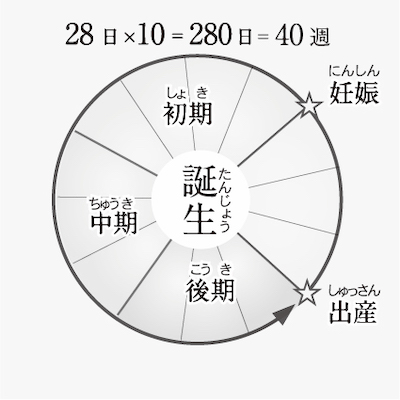 28日×10=280日=40週
にんしん
妊娠
しょき
初期
たんじょう
誕生
ちゅうき
中期
こうき
後期
しゅっさん
出産